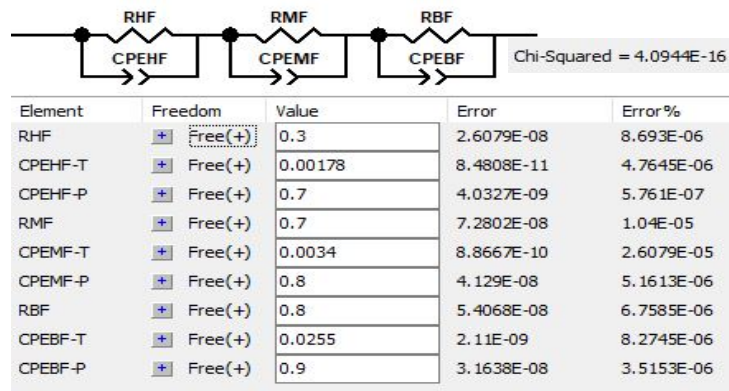 RHF RMF RBF
CPEHF CPEMF CPEBF
Chi-Squared = 4.0944E-16
Element Freedom Value Error Error%
RHF + Free(+) 0.3 2.6079E-08 8.693E-06
CPEHF-T + Free(+) 0.00178 8.4808E-11 4.7645E-06
CPEHF-P + Free(+) 0.7 4.0327E-09 5.761E-07
RMF + Free(+) 0.7 7.2802E-08 1.04E-05
CPEMF-T + Free(+) 0.0034 8.8667E-10 2.6079E-05
CPEMF-P + Free(+) 0.8 4.129E-08 5.1613E-06
RBF + Free(+) 0.8 5.4068E-08 6.7585E-06
CPEBF-T + Free(+) 0.0255 2.11E-09 8.2745E-06
CPEBF-P + Free(+) 0.9 3.1638E-08 3.5153E-06